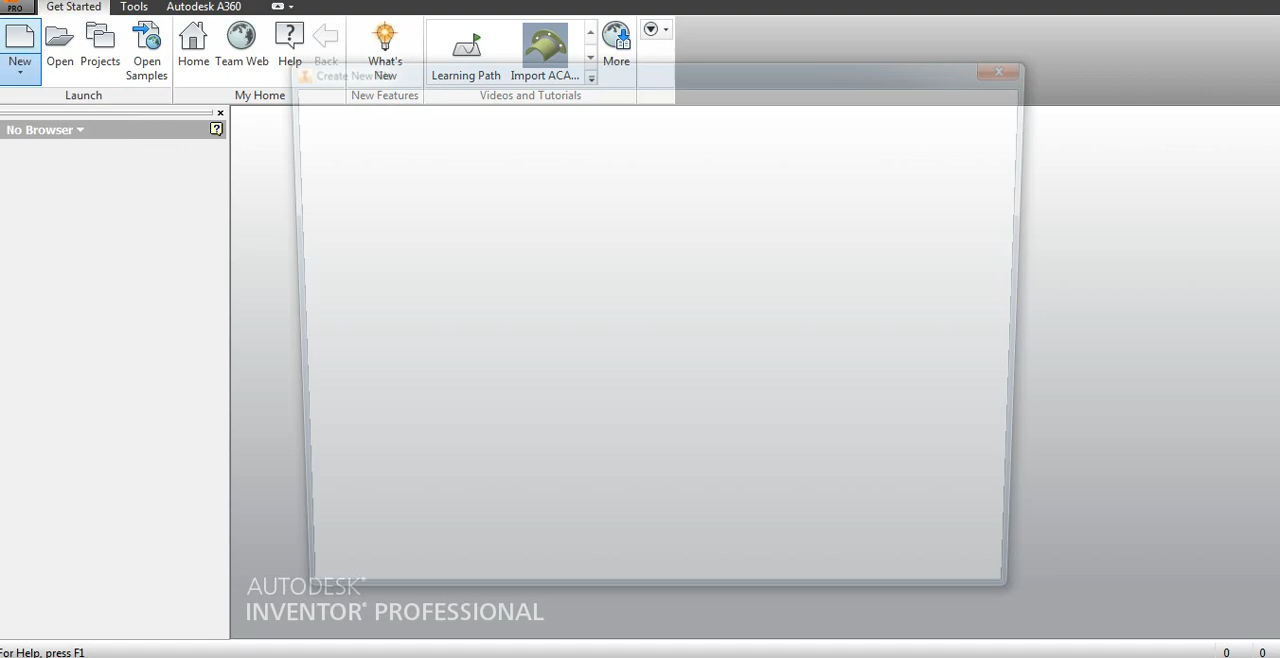 PRO
Get Started Tools Autodesk A360
New Open Projects Open Samples Home Team Web Help Back What's New Learning Path Import ACA... More
Create New File
Launch My Home New Features Videos and Tutorials
No Browser
AUTODESK®
INVENTOR® PROFESSIONAL
For Help, press F1 0 0